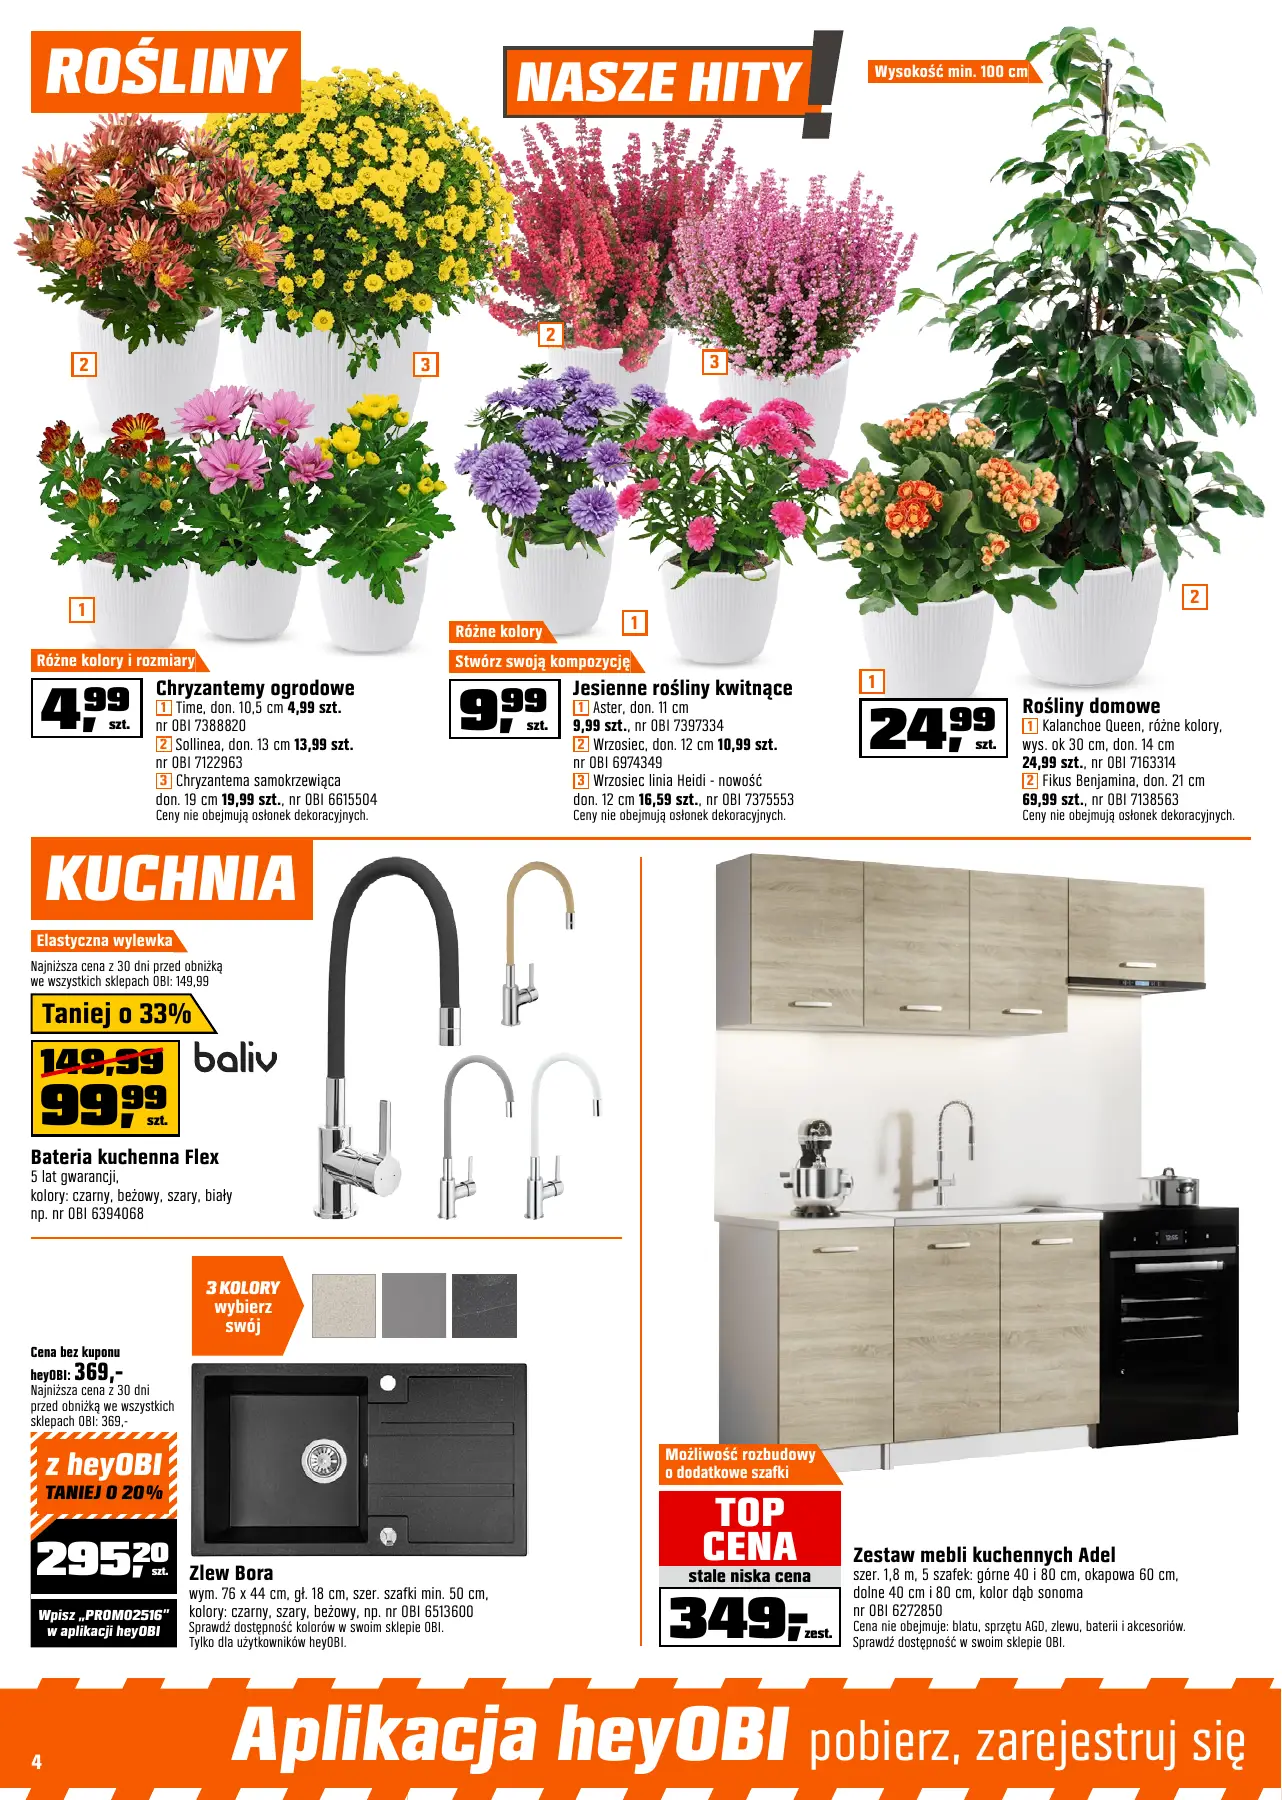 ROŚLINY
NASZE HITY!
Wysokość min. 100 cm
2
3
2
3
1
1
2
1
Różne kolory i rozmiary
4,99 szt.
Chryzantemy ogrodowe
1 Time, don. 10,5 cm 4,99 szt.
nr OBI 7388820
2 Sollinea, don. 13 cm 13,99 szt.
nr OBI 7122963
3 Chryzantema samokrzewiąca
don. 19 cm 19,99 szt., nr OBI 6615504
Ceny nie obejmują osłonek dekoracyjnych.
Różne kolory
Stwórz swoją kompozycję
9,99 szt.
Jesienne rośliny kwitnące
1 Aster, don. 11 cm
9,99 szt., nr OBI 7397334
2 Wrzosiec, don. 12 cm 10,99 szt.
nr OBI 6974349
3 Wrzosiec linia Heidi - nowość
don. 12 cm 16,59 szt., nr OBI 7375553
Ceny nie obejmują osłonek dekoracyjnych.
24,99 szt.
Rośliny domowe
1 Kalanchoe Queen, różne kolory,
wys. ok 30 cm, don. 14 cm
24,99 szt., nr OBI 7163314
2 Fikus Benjamina, don. 21 cm
69,99 szt., nr OBI 7138563
Ceny nie obejmują osłonek dekoracyjnych.
KUCHNIA
Elastyczna wylewka
Najniższa cena z 30 dni przed obniżką
we wszystkich sklepach OBI: 149,99
Taniej o 33%
149,99
99,99 szt.
baliv
Bateria kuchenna Flex
5 lat gwarancji,
kolory: czarny, beżowy, szary, biały
np. nr OBI 6394068
3 KOLORY
wybierz
swój
Cena bez kuponu
heyOBI: 369,-
Najniższa cena z 30 dni
przed obniżką we wszystkich
sklepach OBI: 369,-
z heyOBI
TANIEJ O 20%
295,20 szt.
Wpisz „PROMO2516”
w aplikacji heyOBI
Zlew Bora
wym. 76 x 44 cm, gł. 18 cm, szer. szafki min. 50 cm,
kolory: czarny, szary, beżowy, np. nr OBI 6513600
Sprawdź dostępność kolorów w swoim sklepie OBI.
Tylko dla użytkowników heyOBI.
Możliwość rozbudowy
o dodatkowe szafki
TOP
CENA
stale niska cena
349,- zest.
Zestaw mebli kuchennych Adel
szer. 1,8 m, 5 szafek: górne 40 i 80 cm, okapowa 60 cm,
dolne 40 cm i 80 cm, kolor dąb sonoma
nr OBI 6272850
Cena nie obejmuje: blatu, sprzętu AGD, zlewu, baterii i akcesoriów.
Sprawdź dostępność w swoim sklepie OBI.
4
Aplikacja heyOBI pobierz, zarejestruj się